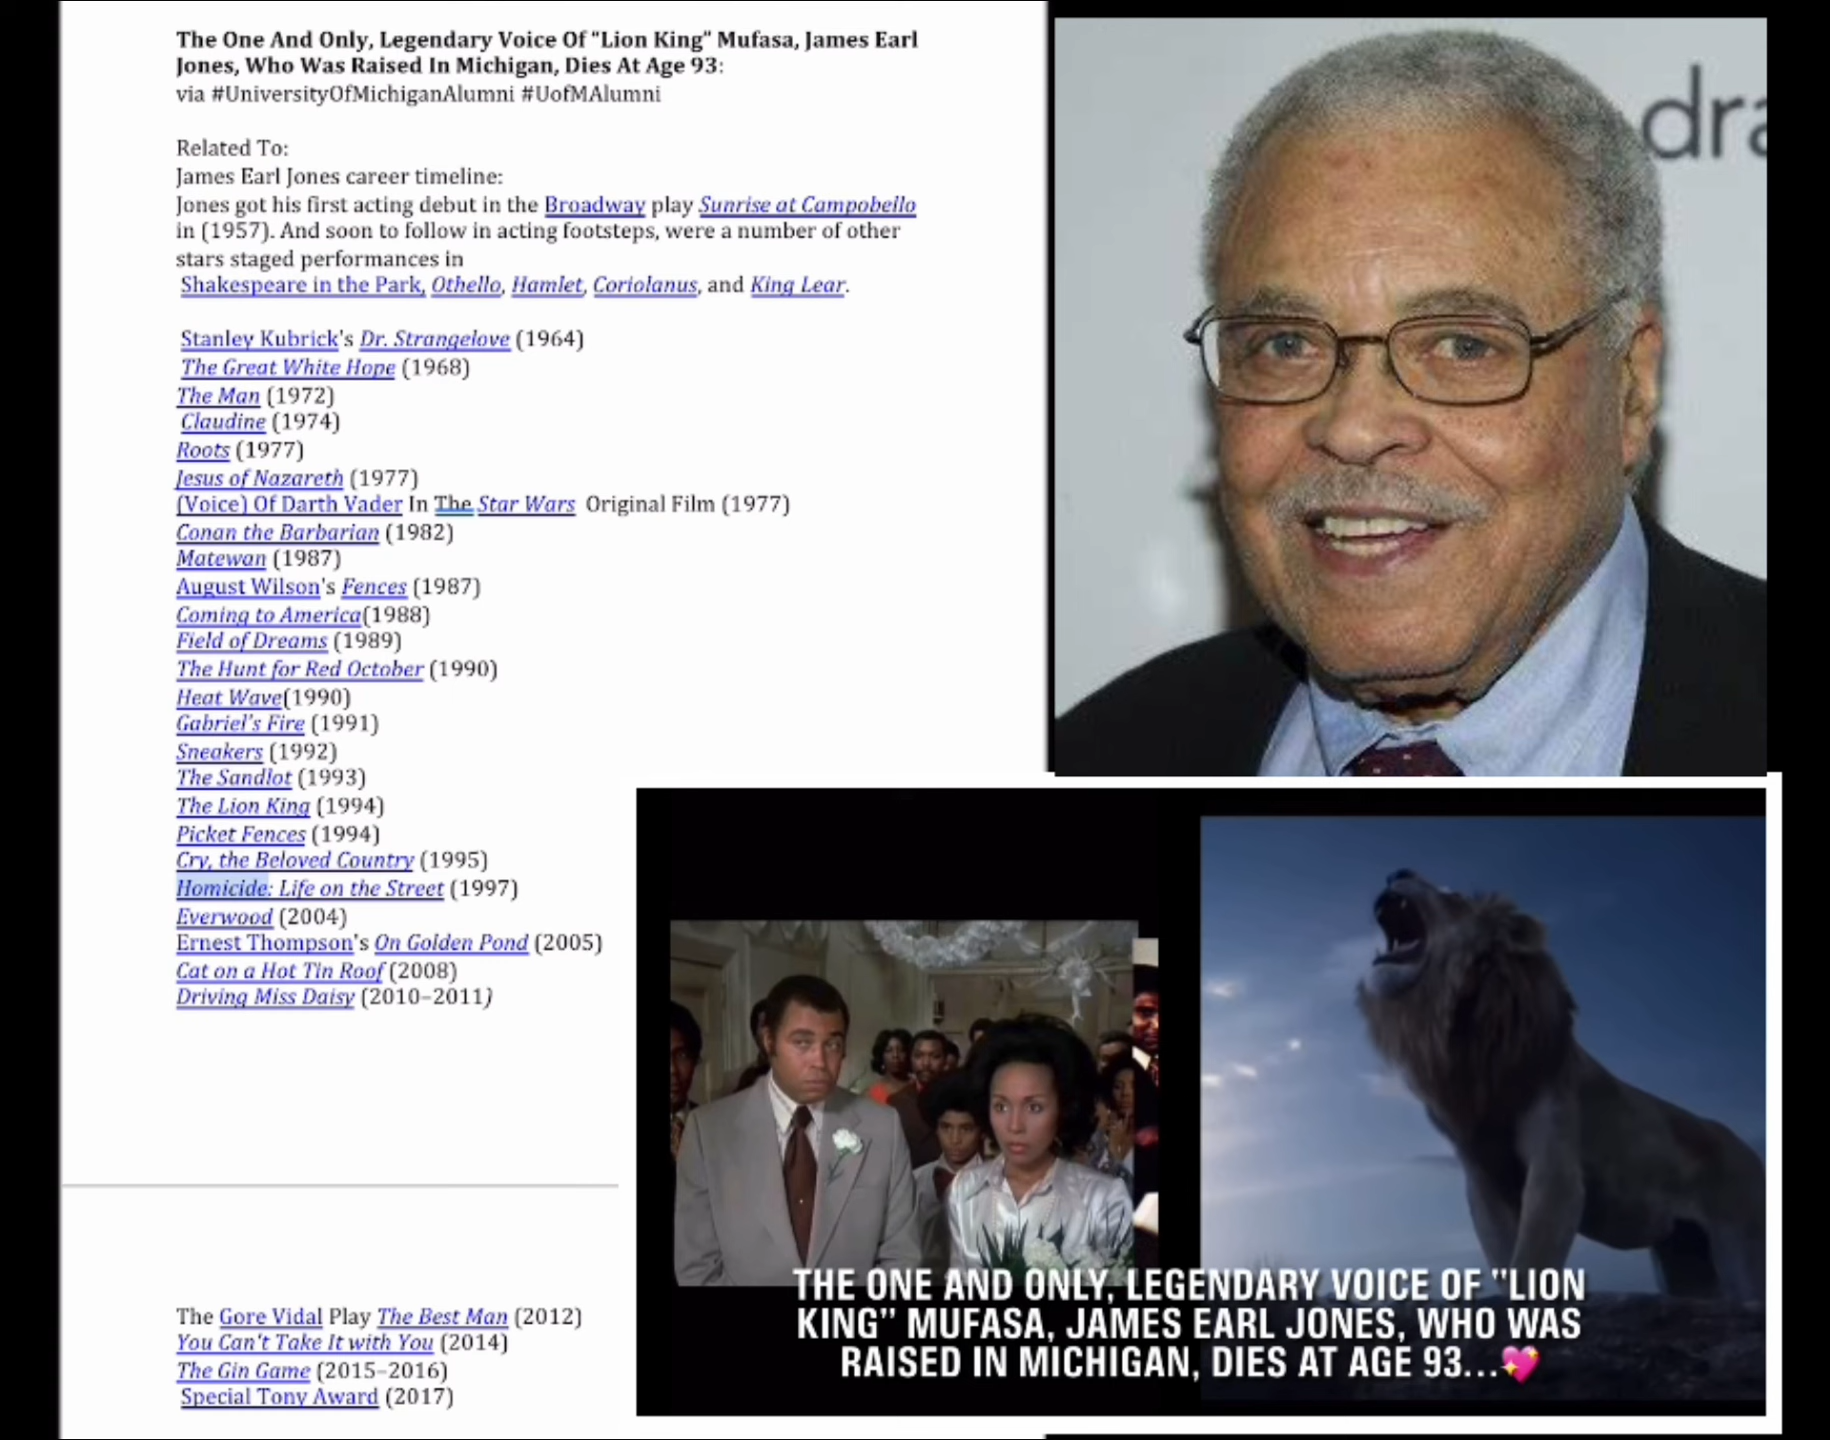 The One And Only, Legendary Voice Of "Lion King" Mufasa, James Earl
Jones, Who Was Raised In Michigan, Dies At Age 93:
via #UniversityOfMichiganAlumni #UofMAlumni
Related To:
James Earl Jones career timeline:
Jones got his first acting debut in the Broadway play Sunrise at Campobello
in (1957). And soon to follow in acting footsteps, were a number of other
stars staged performances in
Shakespeare in the Park, Othello, Hamlet, Coriolanus, and King Lear.
Stanley Kubrick's Dr. Strangelove (1964)
The Great White Hope (1968)
The Man (1972)
Claudine (1974)
Roots (1977)
Jesus of Nazareth (1977)
(Voice) Of Darth Vader In The Star Wars Original Film (1977)
Conan the Barbarian (1982)
Matewan (1987)
August Wilson's Fences (1987)
Coming to America(1988)
Field of Dreams (1989)
The Hunt for Red October (1990)
Heat Wave(1990)
Gabriel's Fire (1991)
Sneakers (1992)
The Sandlot (1993)
The Lion King (1994)
Picket Fences (1994)
Cry, the Beloved Country (1995)
Homicide: Life on the Street (1997)
Everwood (2004)
Ernest Thompson's On Golden Pond (2005)
Cat on a Hot Tin Roof (2008)
Driving Miss Daisy (2010–2011)
The Gore Vidal Play The Best Man (2012)
You Can't Take It with You (2014)
The Gin Game (2015–2016)
Special Tony Award (2017)
dra
THE ONE AND ONLY, LEGENDARY VOICE OF "LION
KING" MUFASA, JAMES EARL JONES, WHO WAS
RAISED IN MICHIGAN, DIES AT AGE 93...💖